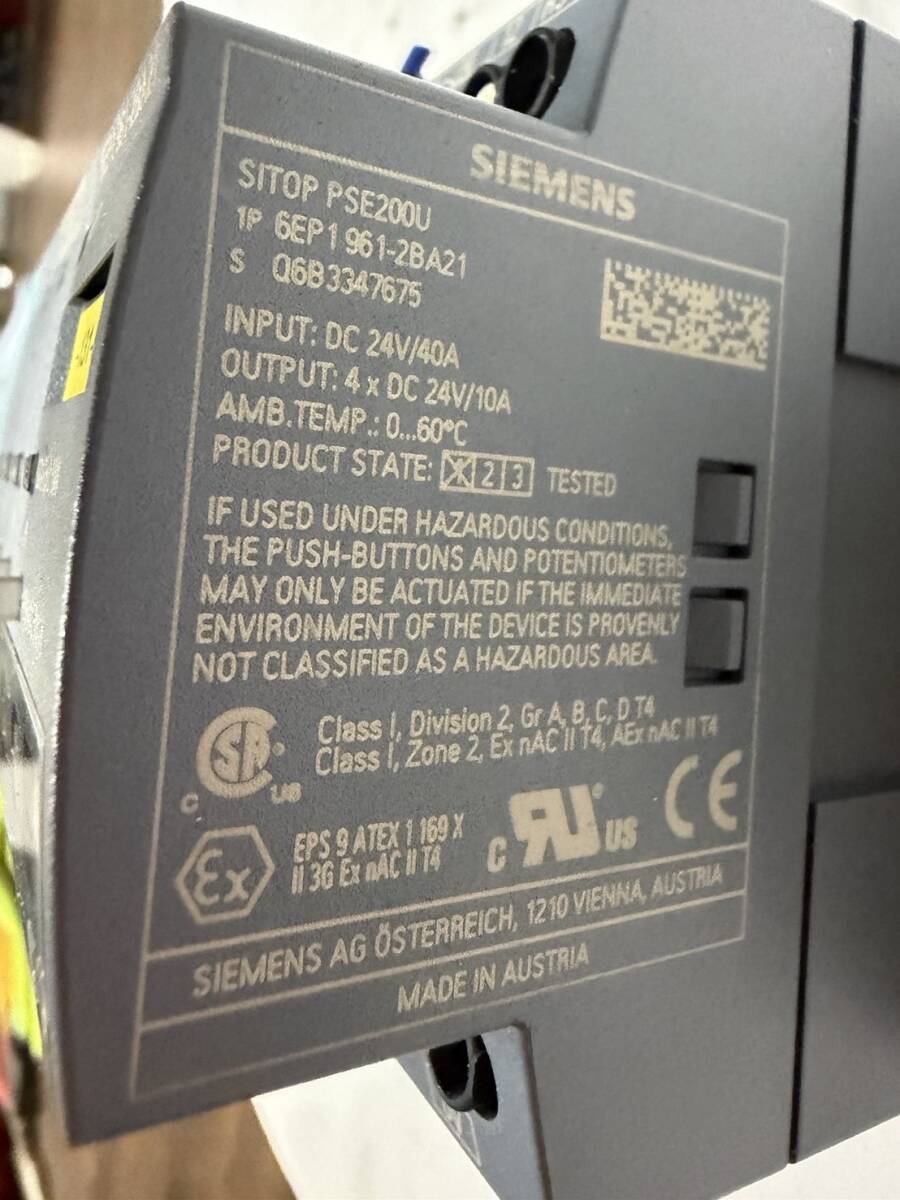 SIEMENS
SITOP PSE200U
1P 6EP1 961-2BA21
S Q6B3347675
INPUT: DC 24V/40A
OUTPUT: 4 x DC 24V/10A
AMB.TEMP.: 0...60°C
PRODUCT STATE: X 2 3 TESTED
IF USED UNDER HAZARDOUS CONDITIONS,
THE PUSH-BUTTONS AND POTENTIOMETERS
MAY ONLY BE ACTUATED IF THE IMMEDIATE
ENVIRONMENT OF THE DEVICE IS PROVENLY
NOT CLASSIFIED AS A HAZARDOUS AREA.
Class I, Division 2, Gr A, B, C, D T4
Class I, Zone 2, Ex nAC II T4, AEx nAC II T4
C SA US
EPS 9 ATEX 1 169 X
II 3G Ex nAC II T4
Ex
c RU US
CE
SIEMENS AG ÖSTERREICH, 1210 VIENNA, AUSTRIA
MADE IN AUSTRIA